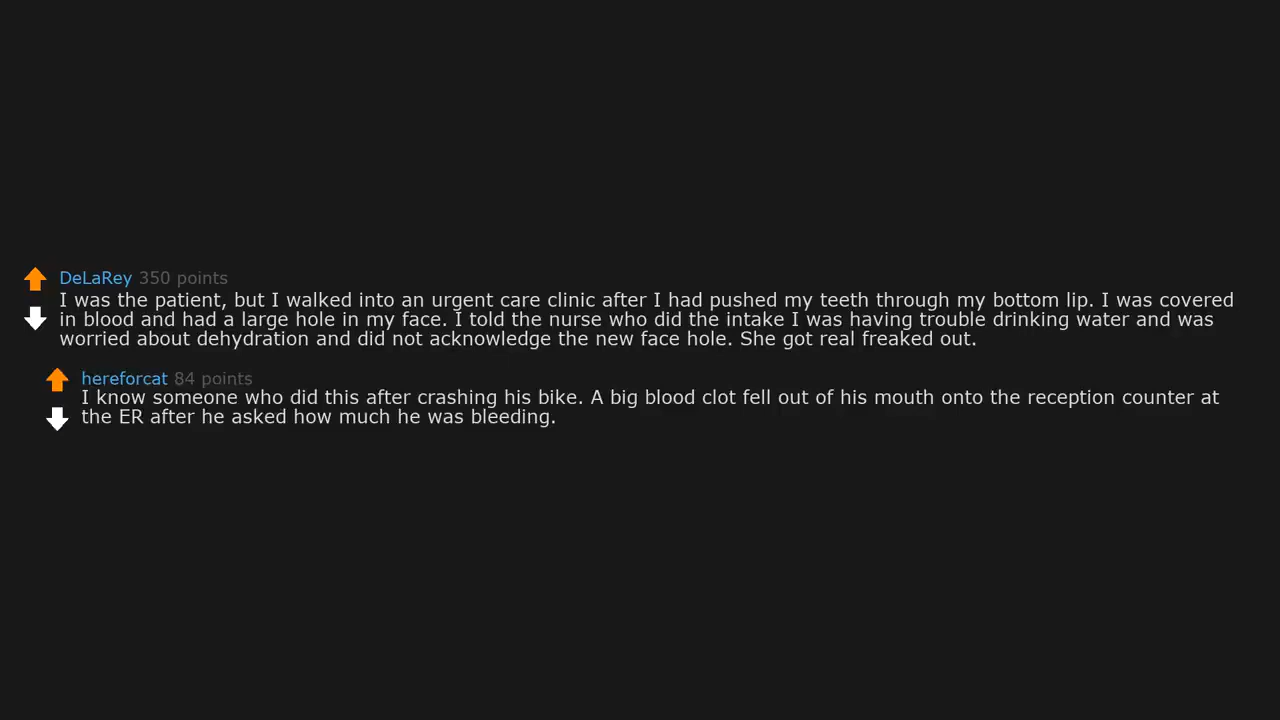 DeLaRey 350 points
I was the patient, but I walked into an urgent care clinic after I had pushed my teeth through my bottom lip. I was covered
in blood and had a large hole in my face. I told the nurse who did the intake I was having trouble drinking water and was
worried about dehydration and did not acknowledge the new face hole. She got real freaked out.
hereforcat 84 points
I know someone who did this after crashing his bike. A big blood clot fell out of his mouth onto the reception counter at
the ER after he asked how much he was bleeding.